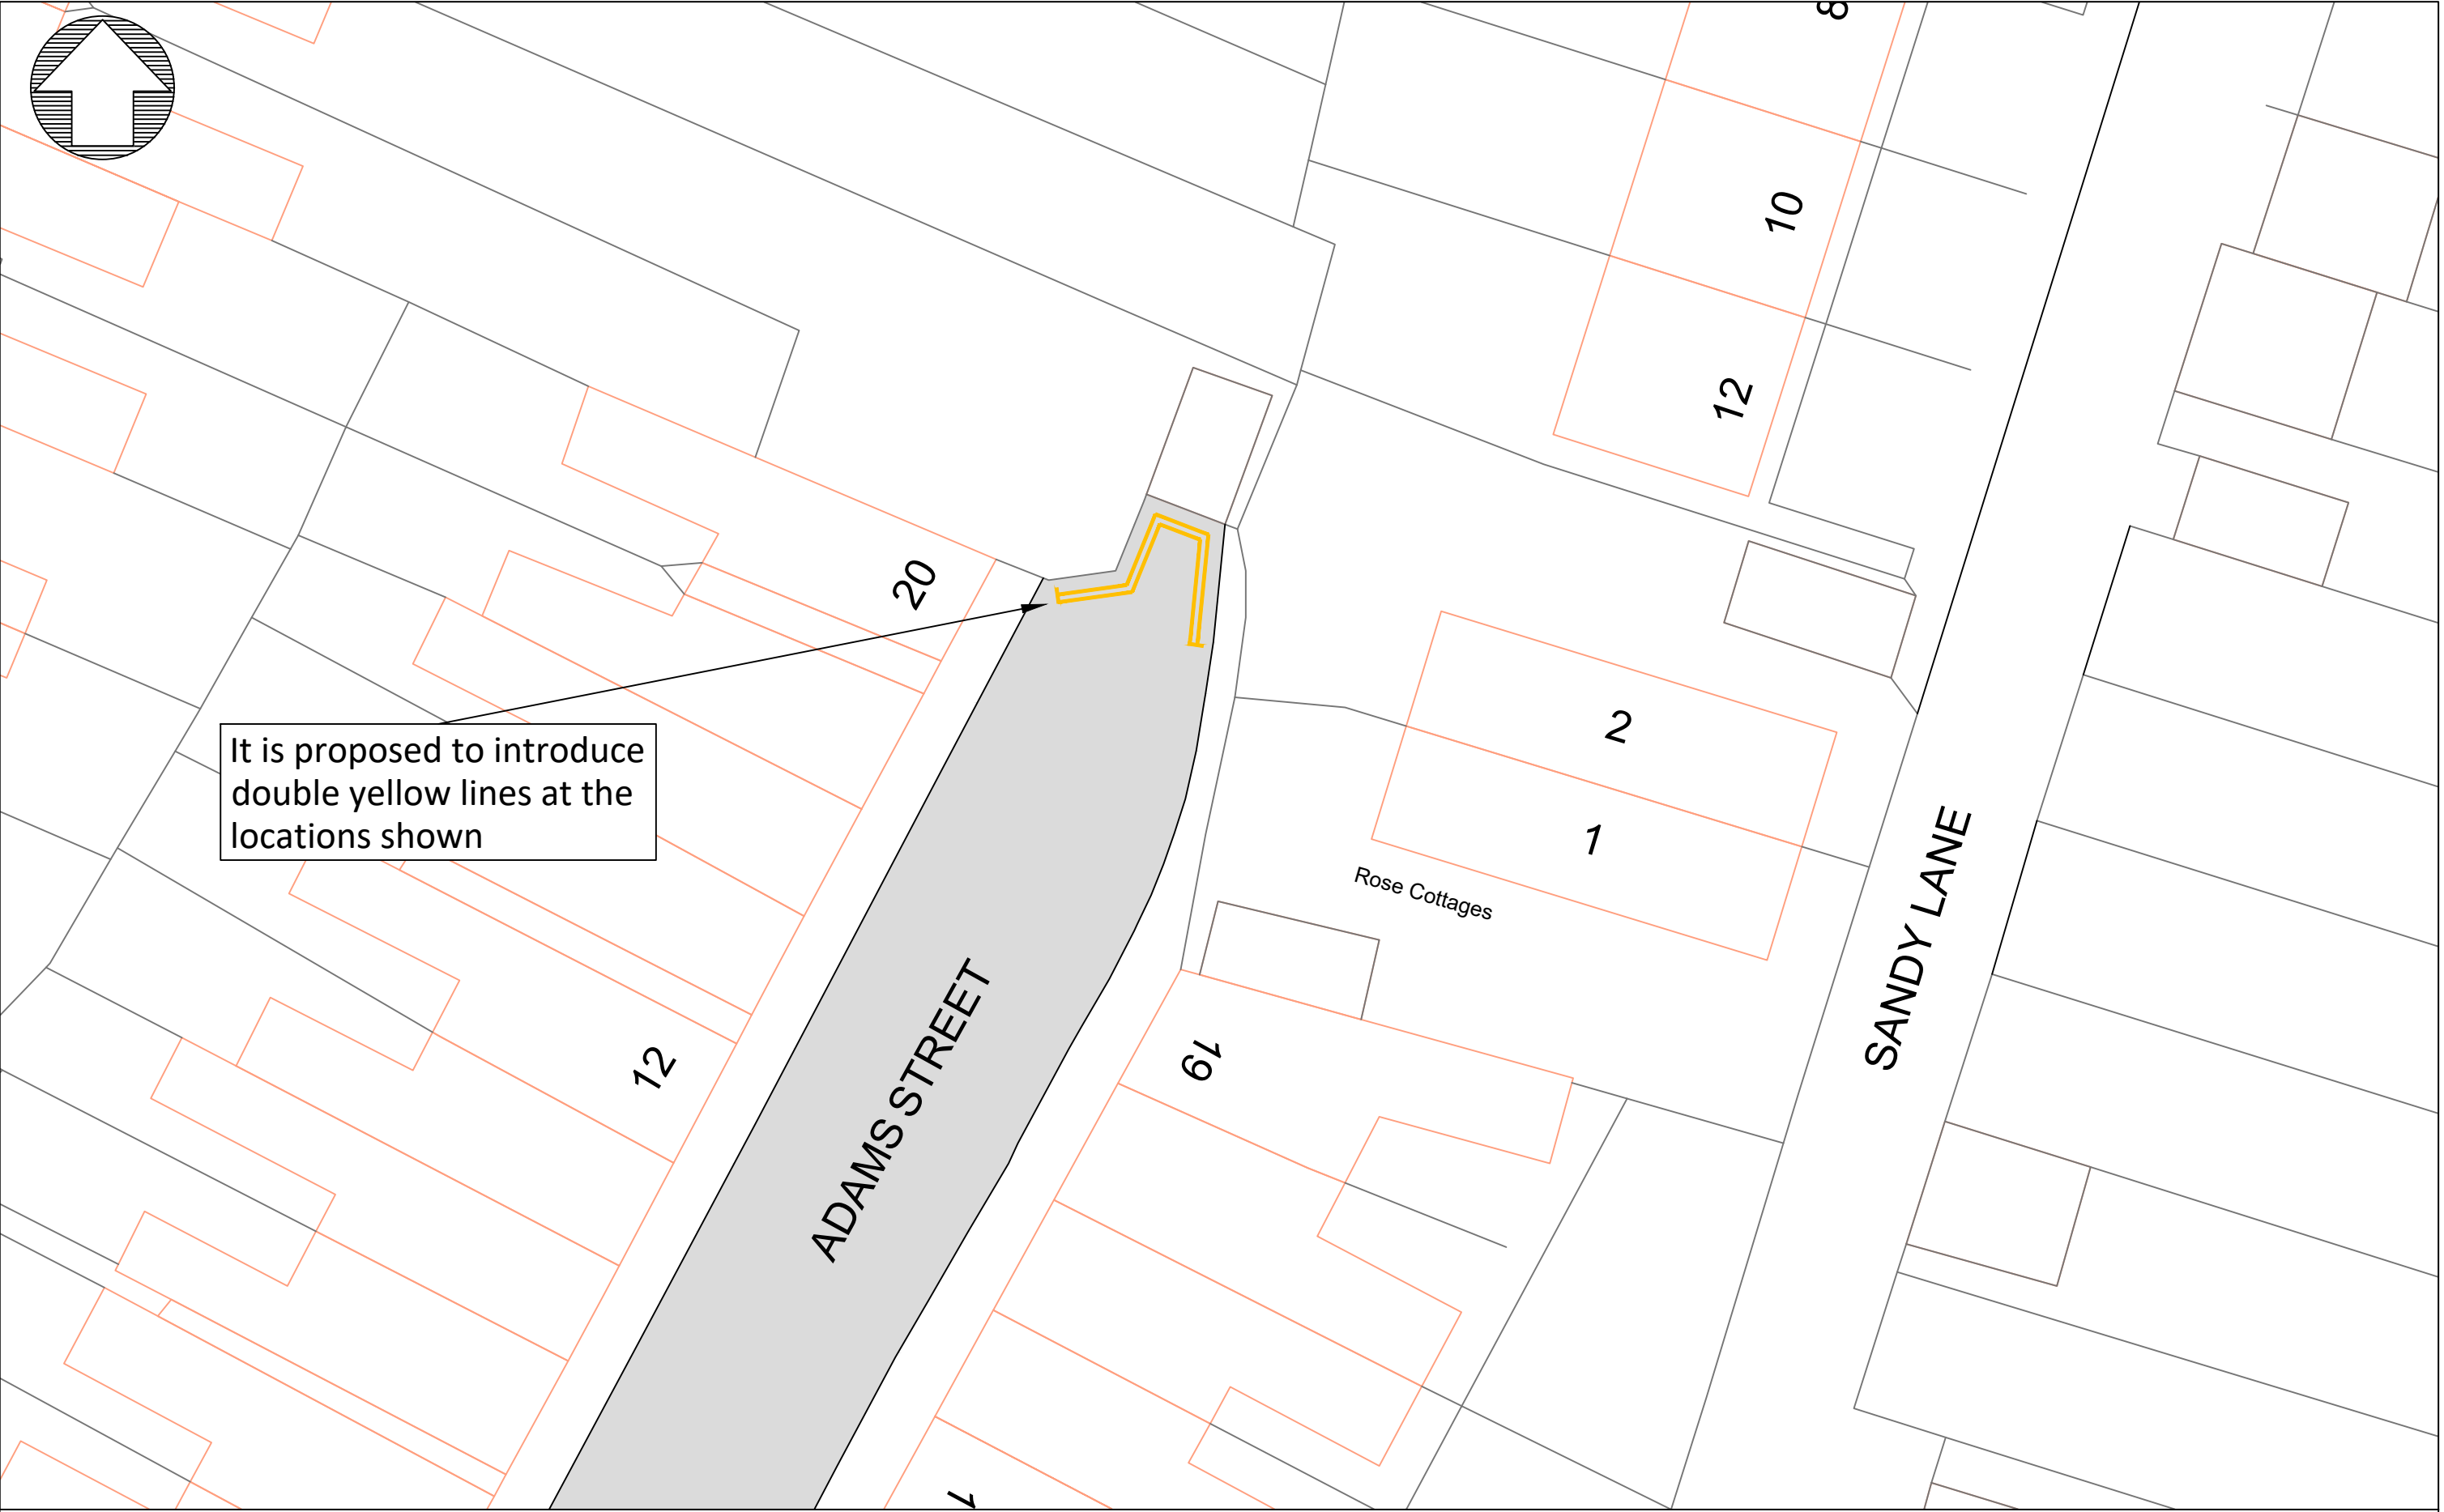 8
10
12
20
It is proposed to introduce
double yellow lines at the
locations shown
2
1
Rose Cottages
SANDY LANE
ADAMS STREET
12
19